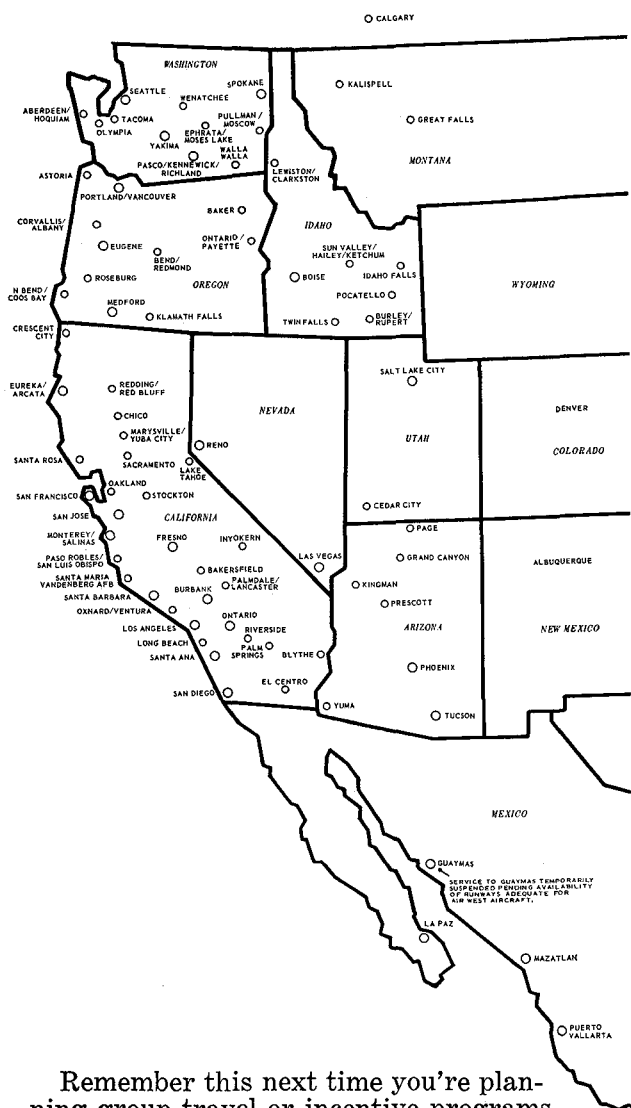 CALGARY
WASHINGTON
SEATTLE
SPOKANE
KALISPELL
WENATCHEE
ABERDEEN/
HOQUIAM
TACOMA
OLYMPIA
EPHRATA/
MOSES LAKE
PULLMAN/
MOSCOW
GREAT FALLS
YAKIMA
WALLA
WALLA
MONTANA
PASCO/KENNEWICK/
RICHLAND
LEWISTON/
CLARKSTON
ASTORIA
PORTLAND/VANCOUVER
BAKER
IDAHO
CORVALLIS/
ALBANY
EUGENE
ONTARIO/
PAYETTE
SUN VALLEY/
HAILEY/KETCHUM
BEND/
REDMOND
BOISE
IDAHO FALLS
ROSEBURG
OREGON
WYOMING
N BEND/
COOS BAY
POCATELLO
MEDFORD
KLAMATH FALLS
TWIN FALLS
BURLEY/
RUPERT
CRESCENT
CITY
SALT LAKE CITY
EUREKA/
ARCATA
REDDING/
RED BLUFF
NEVADA
DENVER
CHICO
MARYSVILLE/
YUBA CITY
RENO
UTAH
COLORADO
SANTA ROSA
SACRAMENTO
LAKE
TAHOE
SAN FRANCISCO
OAKLAND
STOCKTON
CEDAR CITY
SAN JOSE
CALIFORNIA
PAGE
MONTEREY/
SALINAS
FRESNO
INYOKERN
GRAND CANYON
ALBUQUERQUE
PASO ROBLES/
SAN LUIS OBISPO
LAS VEGAS
BAKERSFIELD
SANTA MARIA
VANDENBERG AFB
PALMDALE/
LANCASTER
KINGMAN
SANTA BARBARA
BURBANK
PRESCOTT
OXNARD/VENTURA
LOS ANGELES
ONTARIO
ARIZONA
NEW MEXICO
RIVERSIDE
LONG BEACH
PALM
SPRINGS
SANTA ANA
BLYTHE
PHOENIX
EL CENTRO
SAN DIEGO
YUMA
TUCSON
MEXICO
GUAYMAS
SERVICE TO GUAYMAS TEMPORARILY
SUSPENDED PENDING AVAILABILITY
OF RUNWAYS ADEQUATE FOR
AIR WEST AIRCRAFT.
LA PAZ
MAZATLAN
PUERTO
VALLARTA
Remember this next time you're plan-
ning group travel or incentive programs